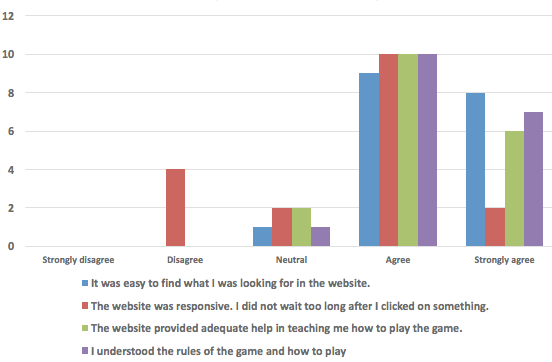 12
10
8
6
4
2
0
Strongly disagree Disagree Neutral Agree Strongly agree
It was easy to find what I was looking for in the website.
The website was responsive. I did not wait too long after I clicked on something.
The website provided adequate help in teaching me how to play the game.
I understood the rules of the game and how to play